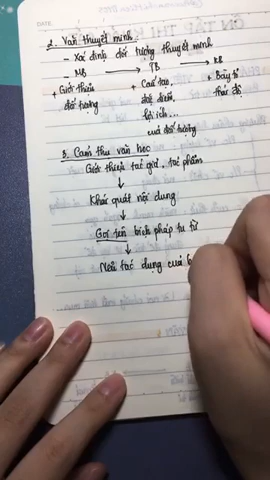 DATE
2. Văn thuyết minh:
- Xác định đối tượng thuyết minh
- MB → TB → KB
+ Giới thiệu đối tượng
+ Cấu tạo, đặc điểm, lợi ích... của đối tượng
+ Bày tỏ thái độ
3. Cảm thụ văn học
Giới thiệu tác giả, tác phẩm
↓
Khái quát nội dung
↓
Gọi tên biện pháp tu từ
↓
Nêu tác dụng của b